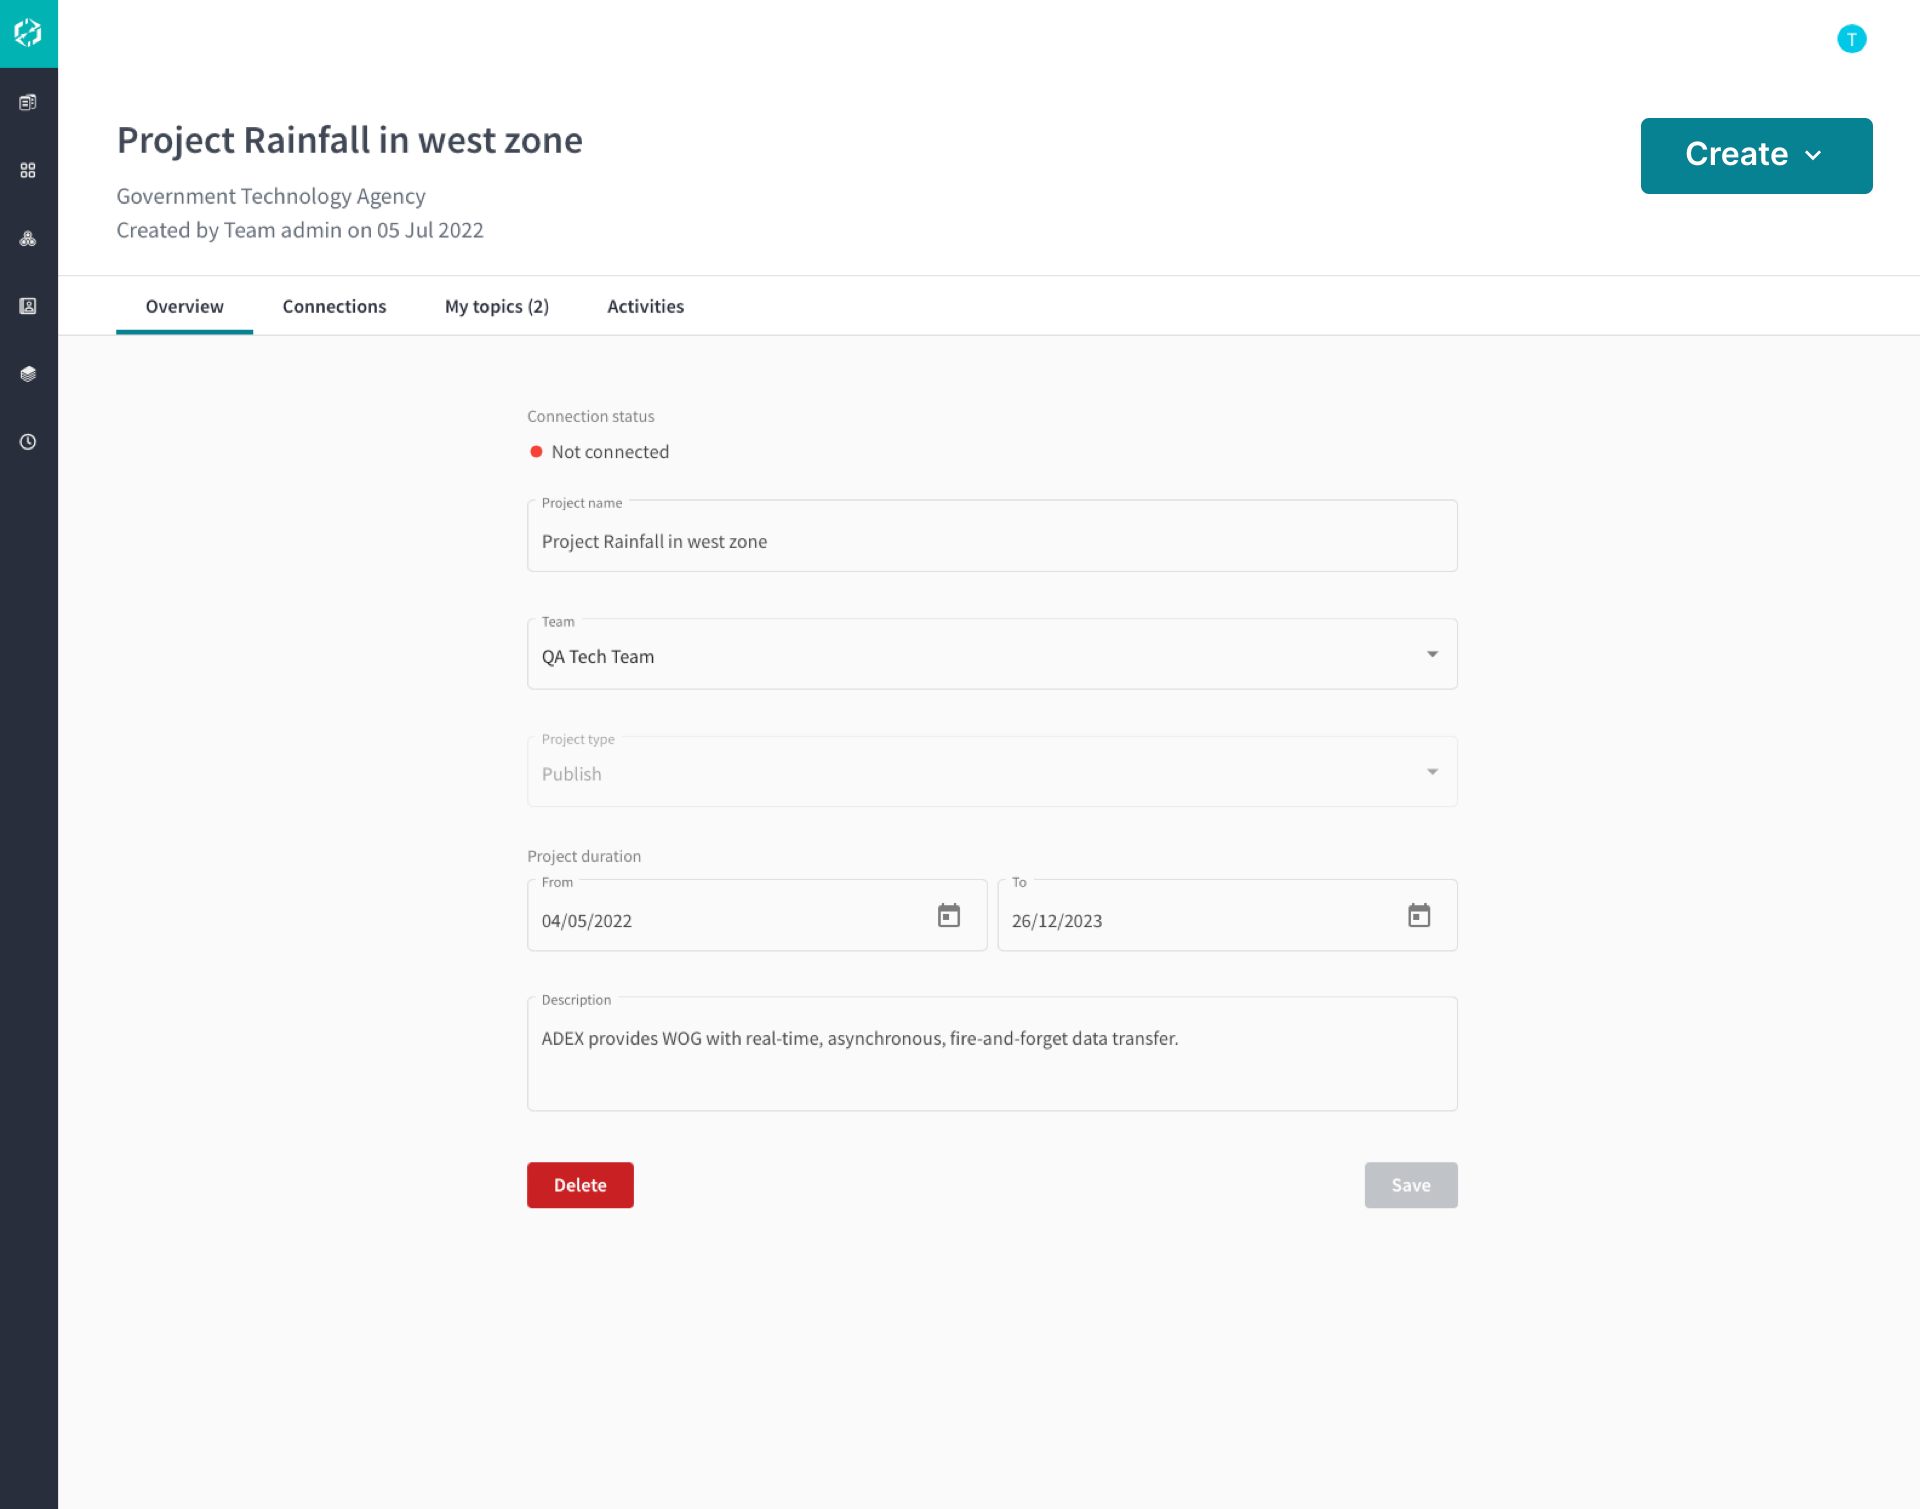 T
Project Rainfall in west zone
Create
Government Technology Agency
Created by Team admin on 05 Jul 2022
Overview
Connections
My topics (2)
Activities
Connection status
Not connected
Project name
Project Rainfall in west zone
Team
QA Tech Team
Project type
Publish
Project duration
From
04/05/2022
To
26/12/2023
Description
ADEX provides WOG with real-time, asynchronous, fire-and-forget data transfer.
Delete
Save